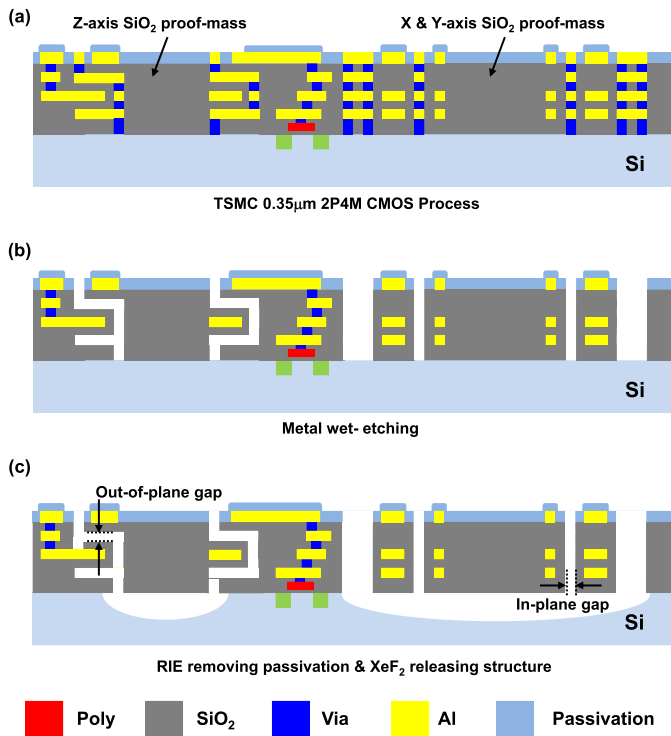 (a)
Z-axis SiO₂ proof-mass
X & Y-axis SiO₂ proof-mass
Si
TSMC 0.35μm 2P4M CMOS Process
(b)
Si
Metal wet- etching
(c)
Out-of-plane gap
In-plane gap
Si
RIE removing passivation & XeF₂ releasing structure
Poly
SiO₂
Via
Al
Passivation